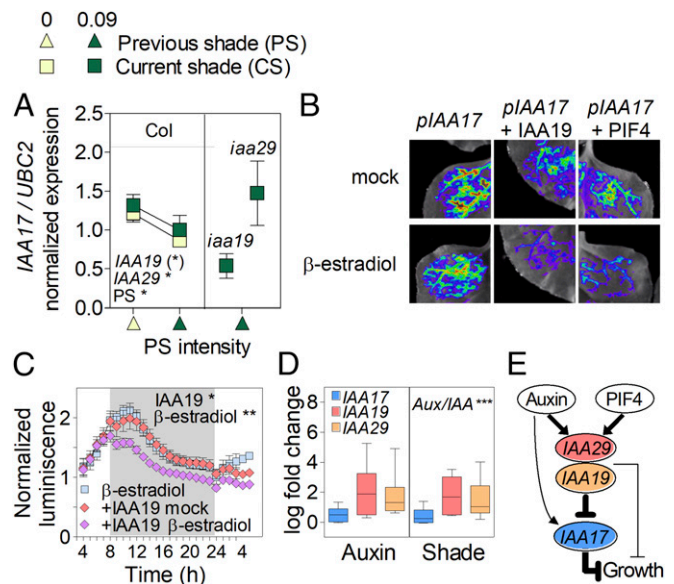 0 0.09
Previous shade (PS)
Current shade (CS)
A
IAA17 / UBC2
normalized expression
2.5
2.0
1.5
1.0
0.5
0.0
Col
iaa29
iaa19
IAA19 (*)
IAA29 *
PS *
PS intensity
B
pIAA17
pIAA17
+ IAA19
pIAA17
+ PIF4
mock
β-estradiol
C
Normalized
luminiscence
2
1
0
IAA19 *
β-estradiol **
β-estradiol
+ IAA19 mock
+IAA19 β-estradiol
4 8 12 16 20 24 4
Time (h)
D
log fold change
8
6
4
2
0
IAA17
IAA19
IAA29
Aux/IAA ***
Auxin Shade
E
Auxin PIF4
IAA29
IAA19
IAA17
Growth